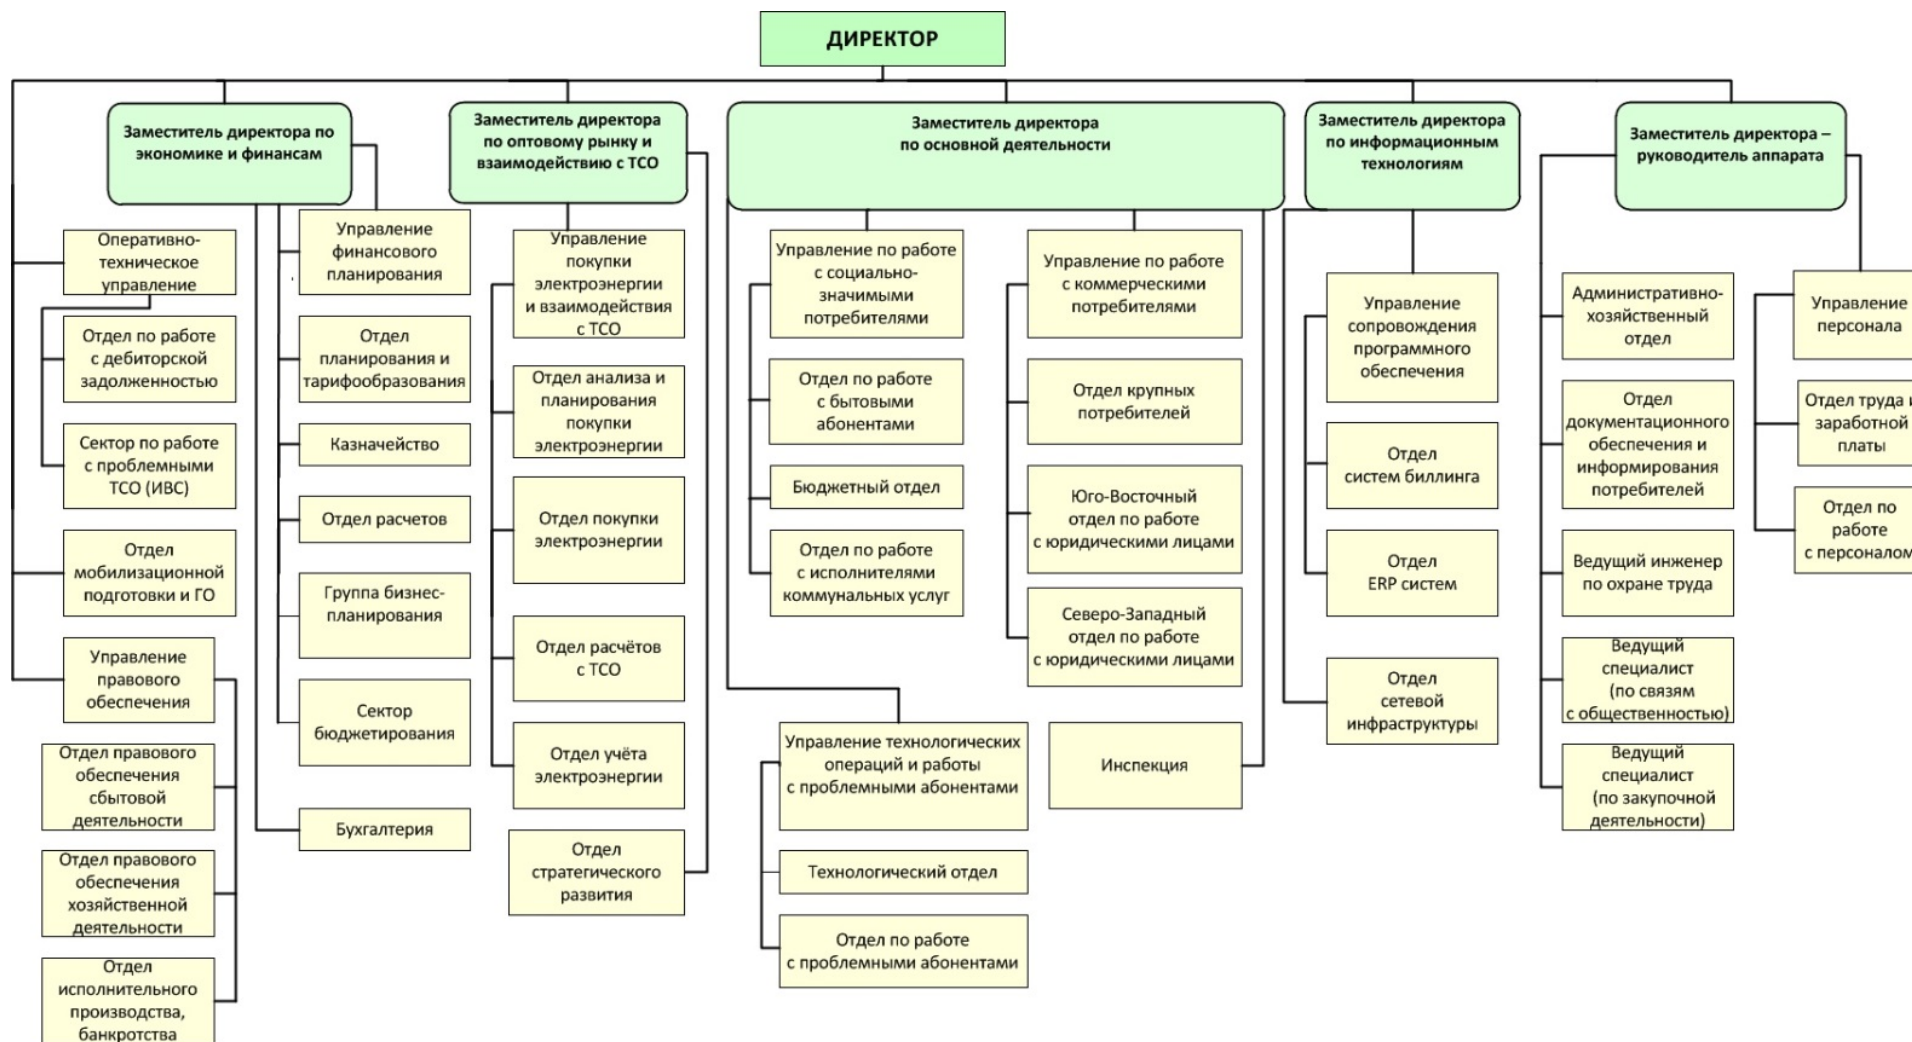 ДИРЕКТОР
Заместитель директора по
экономике и финансам
Заместитель директора
по оптовому рынку и
взаимодействию с ТСО
Заместитель директора
по основной деятельности
Заместитель директора
по информационным
технологиям
Заместитель директора –
руководитель аппарата
Оперативно-
техническое
управление
Отдел по работе
с дебиторской
задолженностью
Сектор по работе
с проблемными
ТСО (ИВС)
Отдел
мобилизационной
подготовки и ГО
Управление
правового
обеспечения
Отдел правового
обеспечения
сбытовой
деятельности
Отдел правового
обеспечения
хозяйственной
деятельности
Отдел
исполнительного
производства,
банкротства
Управление
финансового
планирования
Отдел
планирования и
тарифообразования
Казначейство
Отдел расчетов
Группа бизнес-
планирования
Сектор
бюджетирования
Бухгалтерия
Управление
покупки
электроэнергии
и взаимодействия
с ТСО
Отдел анализа и
планирования
покупки
электроэнергии
Отдел покупки
электроэнергии
Отдел расчётов
с ТСО
Отдел учёта
электроэнергии
Отдел
стратегического
развития
Управление по работе
с социально-
значимыми
потребителями
Отдел по работе
с бытовыми
абонентами
Бюджетный отдел
Отдел по работе
с исполнителями
коммунальных услуг
Управление по работе
с коммерческими
потребителями
Отдел крупных
потребителей
Юго-Восточный
отдел по работе
с юридическими лицами
Северо-Западный
отдел по работе
с юридическими лицами
Управление технологических
операций и работы
с проблемными абонентами
Технологический отдел
Отдел по работе
с проблемными абонентами
Инспекция
Управление
сопровождения
программного
обеспечения
Отдел
систем биллинга
Отдел
ERP систем
Отдел
сетевой
инфраструктуры
Административно-
хозяйственный
отдел
Отдел
документационного
обеспечения и
информирования
потребителей
Ведущий инженер
по охране труда
Ведущий
специалист
(по связям
с общественностью)
Ведущий
специалист
(по закупочной
деятельности)
Управление
персонала
Отдел труда и
заработной
платы
Отдел по
работе
с персоналом